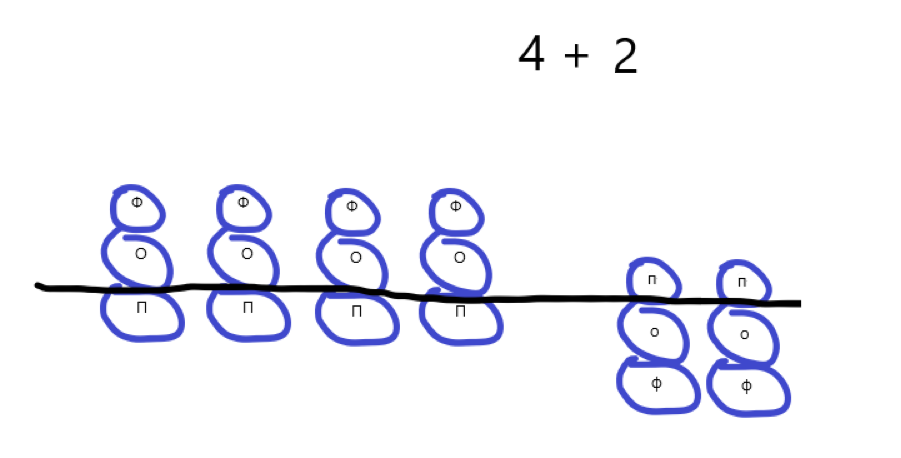 4 + 2
Ф Ф Ф Ф
О О О О
П П П П
п п
о о
ф ф